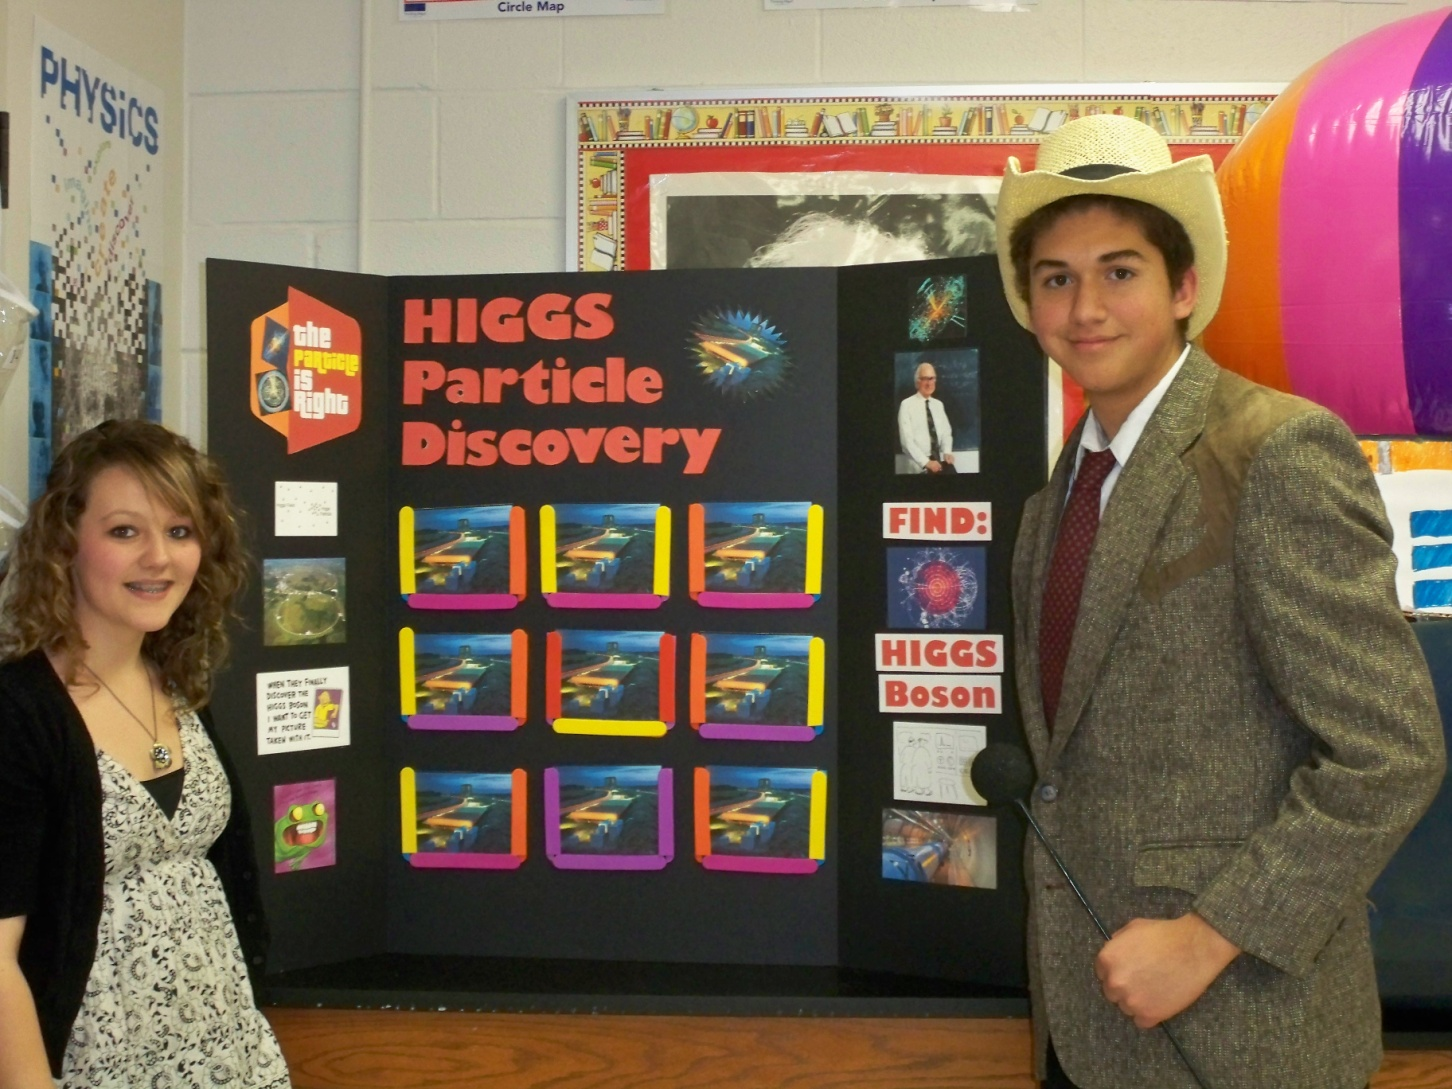 Circle Map
PHYSiCS
the
PARTiCLE
is
Right
HIGGS
Particle
Discovery
WHEN THEY FINALLY
DISCOVER THE
HIGGS BOSON
I WANT TO GET
MY PICTURE
TAKEN WITH IT.
FIND:
HIGGS
Boson